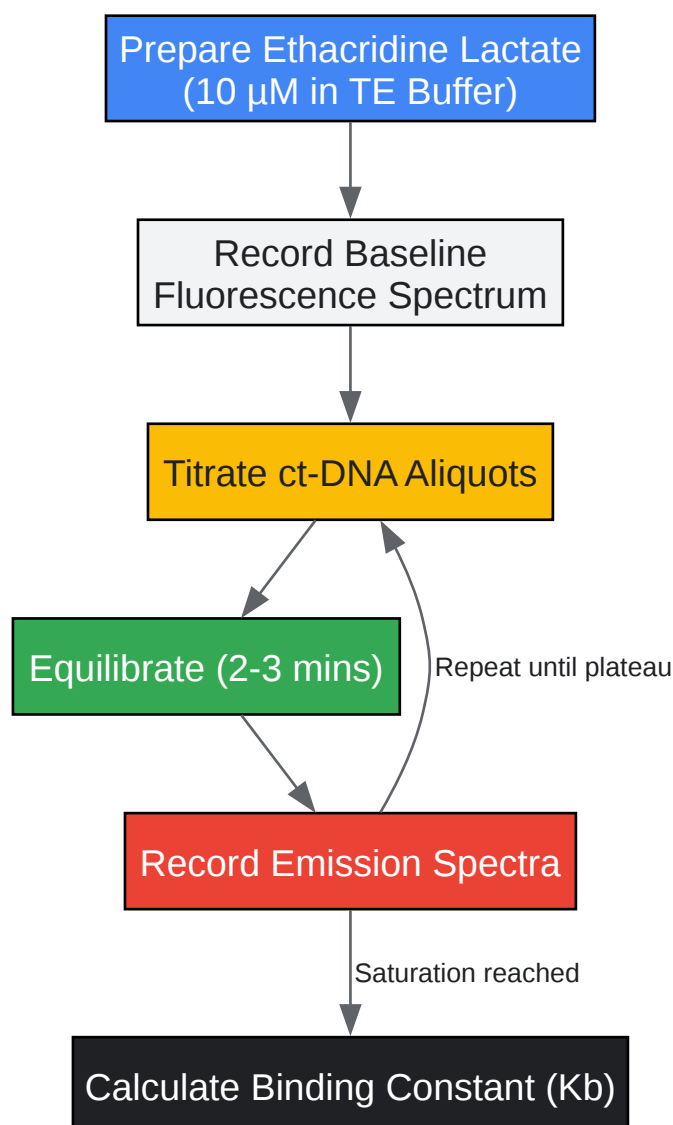 Prepare Ethacridine Lactate
(10 µM in TE Buffer)
Record Baseline
Fluorescence Spectrum
Titrate ct-DNA Aliquots
Equilibrate (2-3 mins)
Repeat until plateau
Record Emission Spectra
Saturation reached
Calculate Binding Constant (Kb)